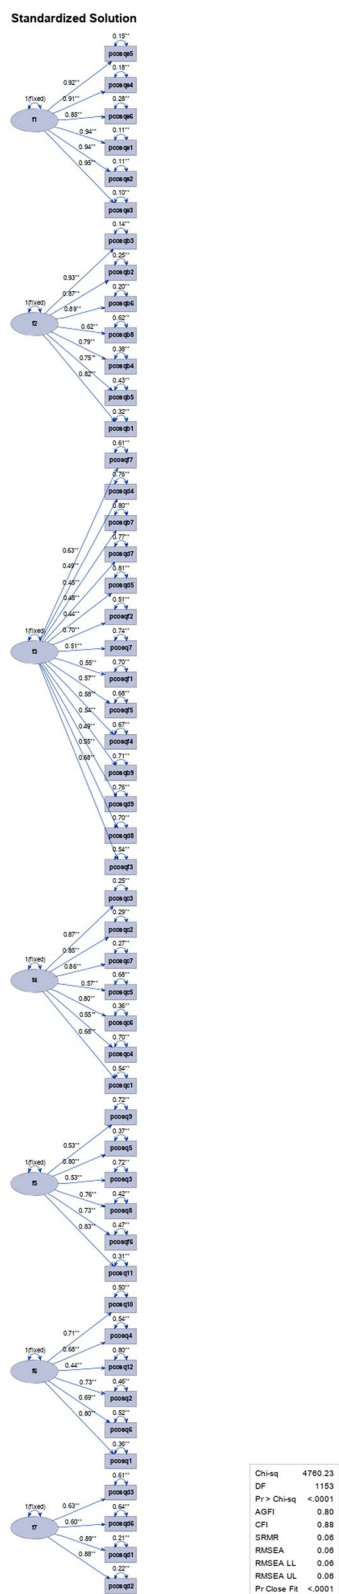 Standardized Solution
0.15**
pcosqe5
0.18**
0.92**
pcosqe4
1(fixed)
0.91**
0.28**
0.85**
pcosqe6
f1
0.11**
0.94**
pcosqe1
0.94**
0.11**
0.95**
pcosqe2
0.10**
pcosqe3
0.14**
pcosqb3
0.25**
0.93**
pcosqb2
1(fixed)
0.87**
0.20**
0.89**
pcosqb6
f2
0.62**
0.62**
pcosqb8
0.79**
0.38**
0.75**
pcosqb4
0.82**
0.43**
pcosqb5
0.32**
pcosqb1
0.61**
pcosqf7
0.76**
pcosqd4
0.80**
pcosqb7
0.77**
0.63**
pcosqd7
0.49**
0.81**
0.45**
pcosqd5
0.48**
0.51**
0.44**
pcosqf2
1(fixed)
0.70**
0.74**
0.51**
pcosq7
f3
0.55**
0.70**
pcosqf1
0.57**
0.68**
0.58**
pcosqf5
0.54**
0.67**
0.49**
pcosqf4
0.55**
0.71**
0.68**
pcosqb9
0.76**
pcosqd9
0.70**
pcosqd8
0.54**
pcosqf3
0.25**
pcosqc3
0.29**
0.87**
pcosqc2
1(fixed)
0.85**
0.27**
0.86**
pcosqc7
f4
0.57**
0.68**
pcosqc5
0.80**
0.36**
0.55**
pcosqc6
0.68**
0.70**
pcosqc4
0.54**
pcosqc1
0.72**
pcosq9
0.37**
0.53**
pcosq5
1(fixed)
0.80**
0.72**
0.53**
pcosq3
f5
0.76**
0.42**
pcosq8
0.73**
0.47**
0.83**
pcosqf6
0.31**
pcosq11
0.50**
pcosq10
0.54**
0.71**
pcosq4
1(fixed)
0.68**
0.80**
0.44**
pcosq12
f6
0.73**
0.46**
pcosq2
0.69**
0.52**
0.80**
pcosq6
0.36**
pcosq1
0.61**
pcosqd3
1(fixed)
0.63**
0.64**
0.60**
pcosqd6
f7
0.89**
0.21**
pcosqd1
0.88**
0.22**
pcosqd2
Chi-sq 4760.23
DF 1153
Pr > Chi-sq <.0001
AGFI 0.80
CFI 0.88
SRMR 0.06
RMSEA 0.06
RMSEA LL 0.06
RMSEA UL 0.06
Pr Close Fit <.0001